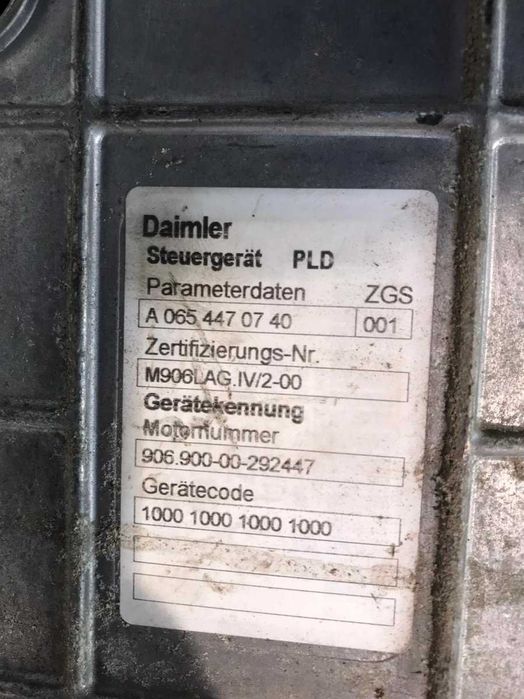 Daimler
Steuergerät PLD
Parameterdaten ZGS
A 065 447 07 40 001
Zertifizierungs-Nr.
M906LAG.IV/2-00
Gerätekennung
Motornummer
906.900-00-292447
Gerätecode
1000 1000 1000 1000